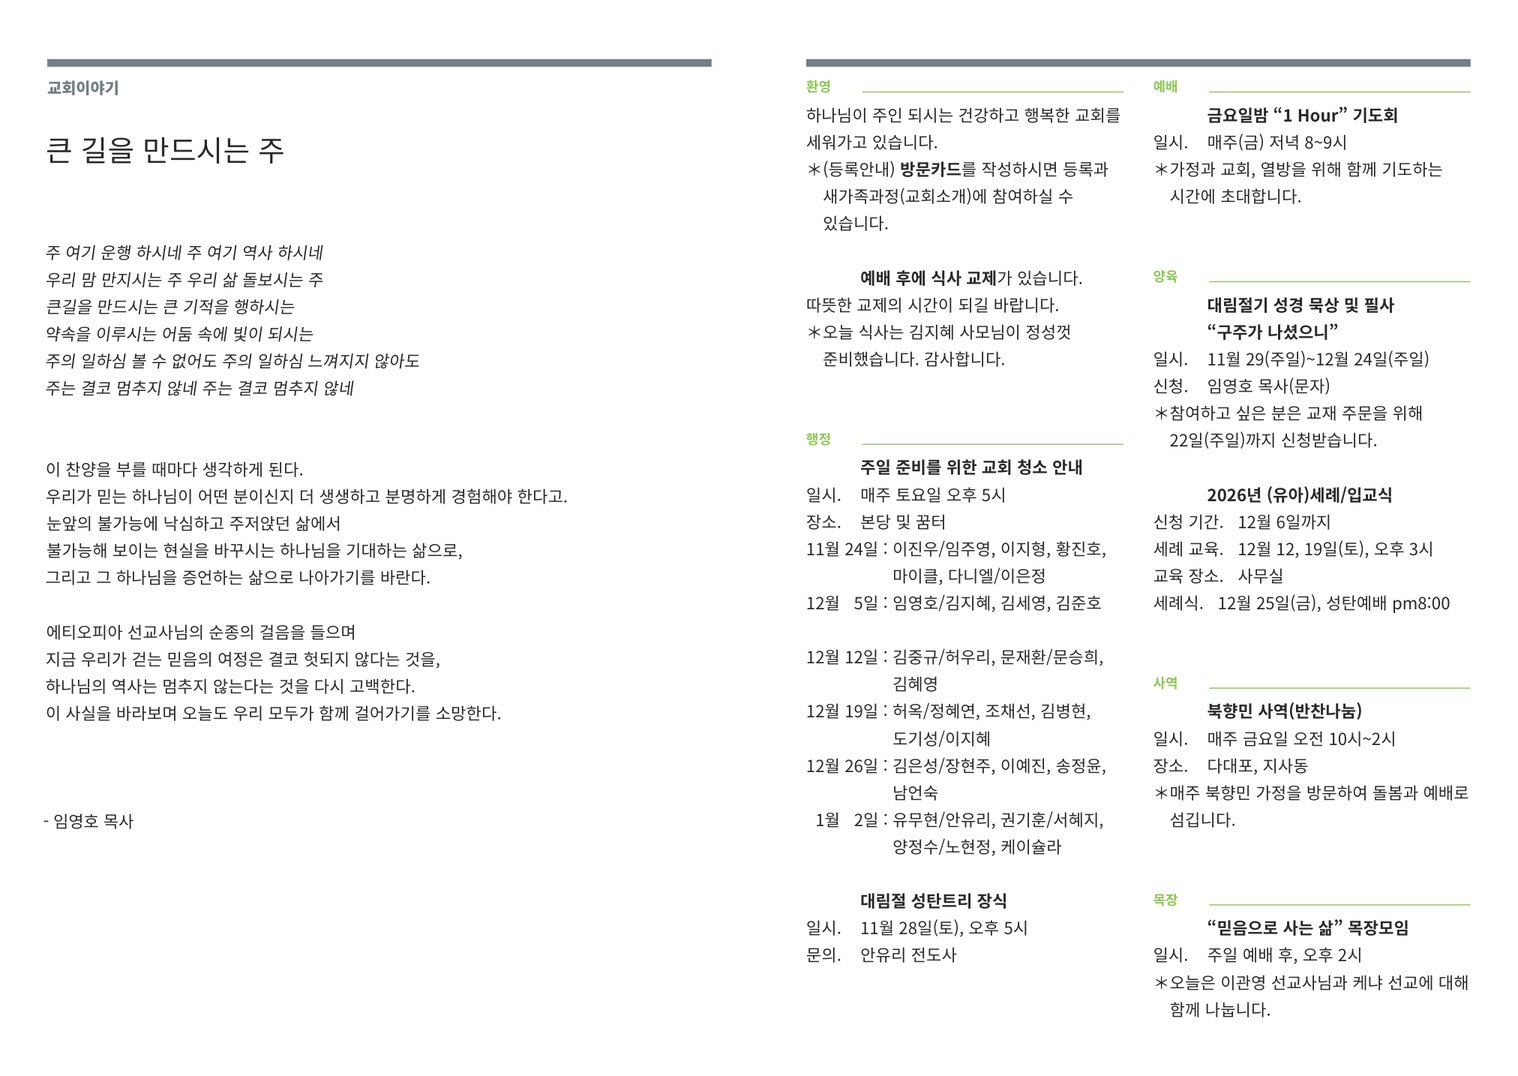 교회이야기
큰 길을 만드시는 주
주 여기 운행 하시네 주 여기 역사 하시네
우리 맘 만지시는 주 우리 삶 돌보시는 주
큰길을 만드시는 큰 기적을 행하시는
약속을 이루시는 어둠 속에 빛이 되시는
주의 일하심 볼 수 없어도 주의 일하심 느껴지지 않아도
주는 결코 멈추지 않네 주는 결코 멈추지 않네
이 찬양을 부를 때마다 생각하게 된다.
우리가 믿는 하나님이 어떤 분이신지 더 생생하고 분명하게 경험해야 한다고.
눈앞의 불가능에 낙심하고 주저앉던 삶에서
불가능해 보이는 현실을 바꾸시는 하나님을 기대하는 삶으로,
그리고 그 하나님을 증언하는 삶으로 나아가기를 바란다.
에티오피아 선교사님의 순종의 걸음을 들으며
지금 우리가 걷는 믿음의 여정은 결코 헛되지 않다는 것을,
하나님의 역사는 멈추지 않는다는 것을 다시 고백한다.
이 사실을 바라보며 오늘도 우리 모두가 함께 걸어가기를 소망한다.
- 임영호 목사
환영
하나님이 주인 되시는 건강하고 행복한 교회를
세워가고 있습니다.
＊(등록안내) 방문카드를 작성하시면 등록과
새가족과정(교회소개)에 참여하실 수
있습니다.
예배 후에 식사 교제가 있습니다.
따뜻한 교제의 시간이 되길 바랍니다.
＊오늘 식사는 김지혜 사모님이 정성껏
준비했습니다. 감사합니다.
행정
주일 준비를 위한 교회 청소 안내
일시. 매주 토요일 오후 5시
장소. 본당 및 꿈터
11월 24일 : 이진우/임주영, 이지형, 황진호,
마이클, 다니엘/이은정
12월 5일 : 임영호/김지혜, 김세영, 김준호
12월 12일 : 김중규/허우리, 문재환/문승희,
김혜영
12월 19일 : 허옥/정혜연, 조채선, 김병현,
도기성/이지혜
12월 26일 : 김은성/장현주, 이예진, 송정윤,
남언숙
1월 2일 : 유무현/안유리, 권기훈/서혜지,
양정수/노현정, 케이슐라
대림절 성탄트리 장식
일시. 11월 28일(토), 오후 5시
문의. 안유리 전도사
예배
금요일밤 “1 Hour” 기도회
일시. 매주(금) 저녁 8~9시
＊가정과 교회, 열방을 위해 함께 기도하는
시간에 초대합니다.
양육
대림절기 성경 묵상 및 필사
“구주가 나셨으니”
일시. 11월 29(주일)~12월 24일(주일)
신청. 임영호 목사(문자)
＊참여하고 싶은 분은 교재 주문을 위해
22일(주일)까지 신청받습니다.
2026년 (유아)세례/입교식
신청 기간. 12월 6일까지
세례 교육. 12월 12, 19일(토), 오후 3시
교육 장소. 사무실
세례식. 12월 25일(금), 성탄예배 pm8:00
사역
북향민 사역(반찬나눔)
일시. 매주 금요일 오전 10시~2시
장소. 다대포, 지사동
＊매주 북향민 가정을 방문하여 돌봄과 예배로
섬깁니다.
목장
“믿음으로 사는 삶” 목장모임
일시. 주일 예배 후, 오후 2시
＊오늘은 이관영 선교사님과 케냐 선교에 대해
함께 나눕니다.